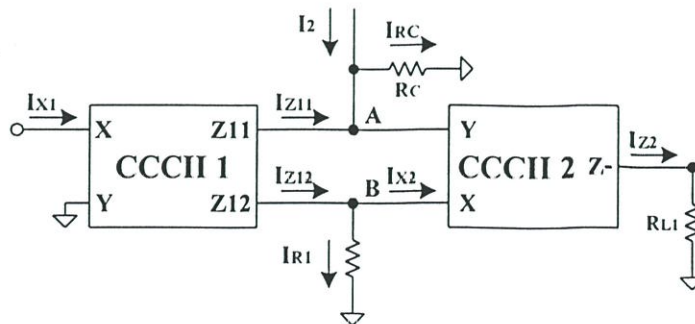 I2
IRC
RC
IX1
IZ11
A
X
Z11
Y
IZ2
CCCII 1
CCCII 2
Z-
IZ12
B
IX2
Y
Z12
X
RL1
IR1